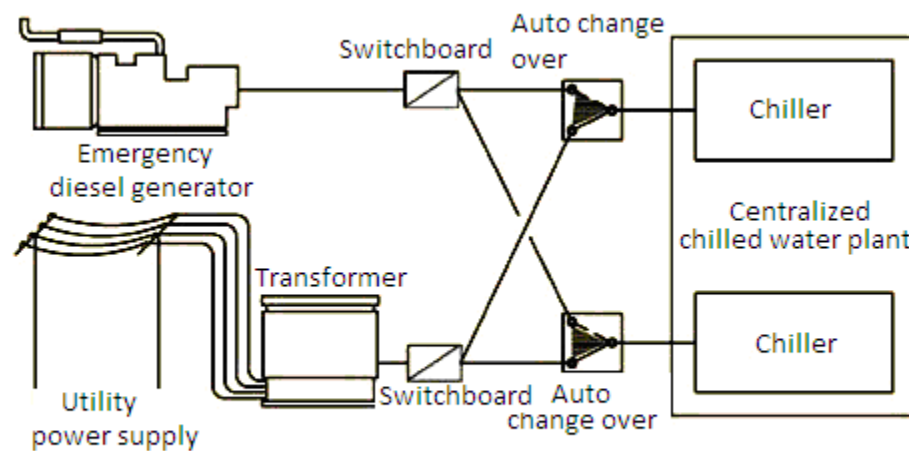 Auto change
over
Switchboard
Chiller
Emergency
diesel generator
Centralized
chilled water plant
Transformer
Chiller
Switchboard
Auto
change over
Utility
power supply